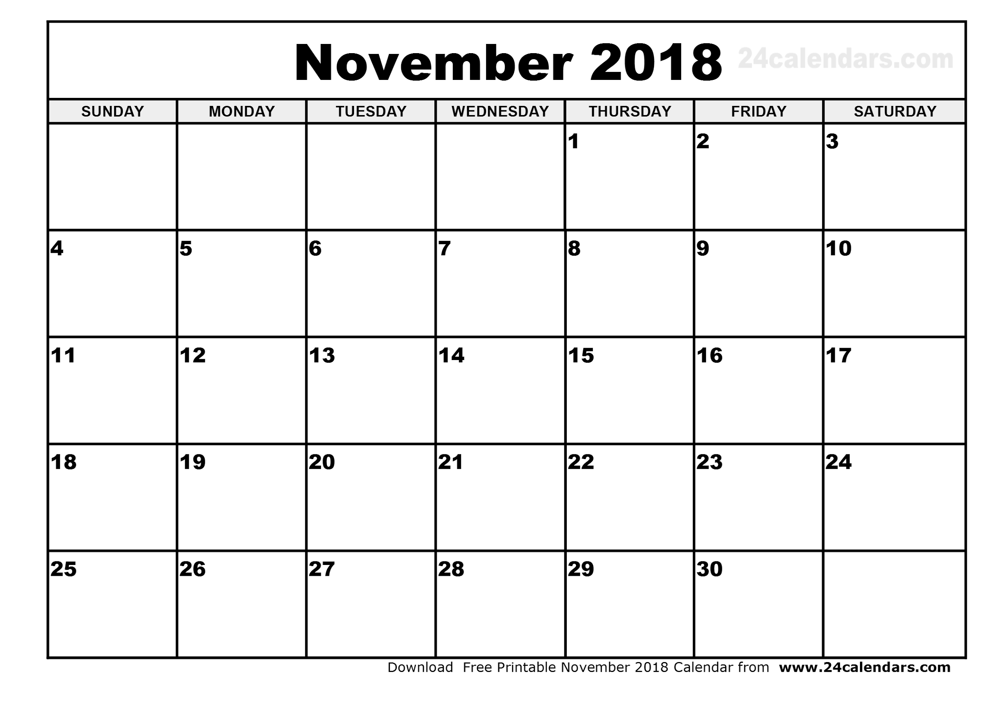 November 2018 24calendars.com
SUNDAY MONDAY TUESDAY WEDNESDAY THURSDAY FRIDAY SATURDAY
1 2 3
4 5 6 7 8 9 10
11 12 13 14 15 16 17
18 19 20 21 22 23 24
25 26 27 28 29 30
Download Free Printable November 2018 Calendar from www.24calendars.com